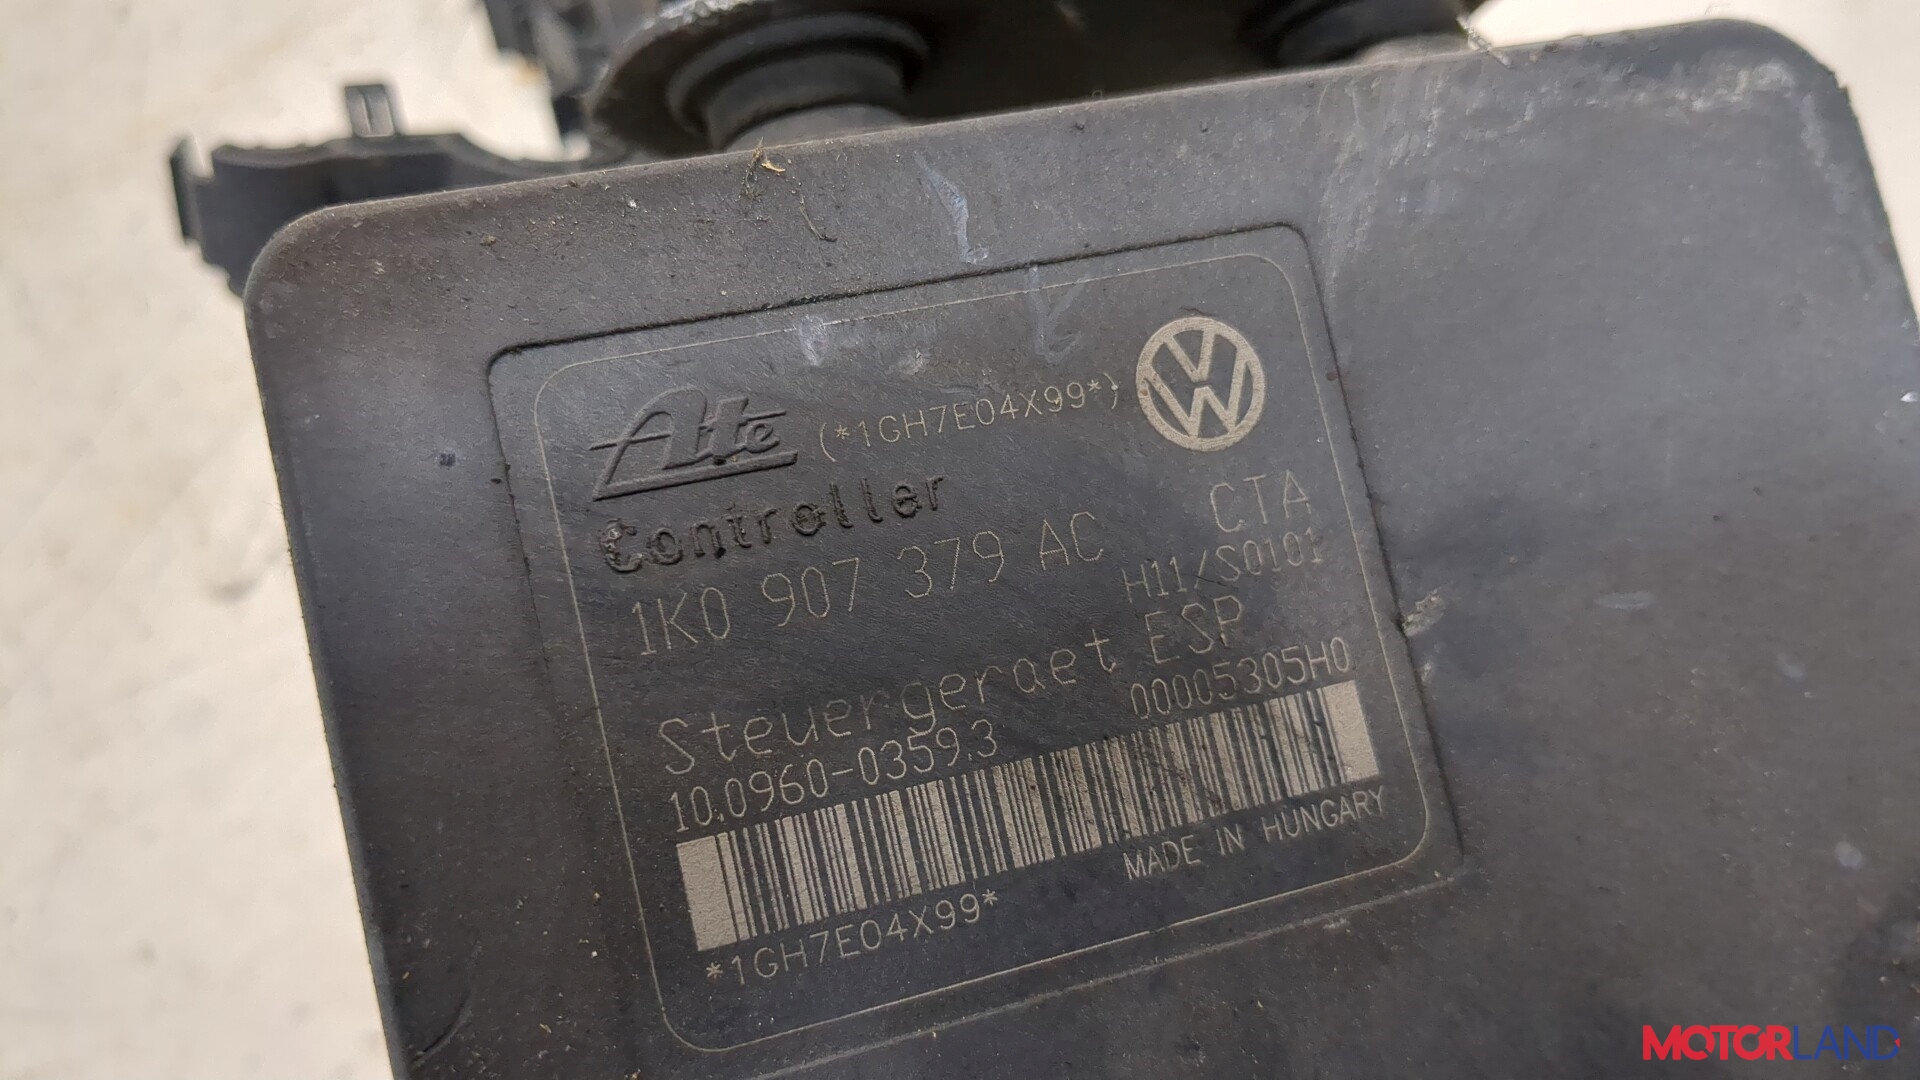 Ate (*1GH7E04X99*)
Controller
CTA
1K0 907 379 AC
H11/S0101
Steuergeraet ESP
10.0960-0359.3
00005305H0
MADE IN HUNGARY
*1GH7E04X99*
MOTORLAND